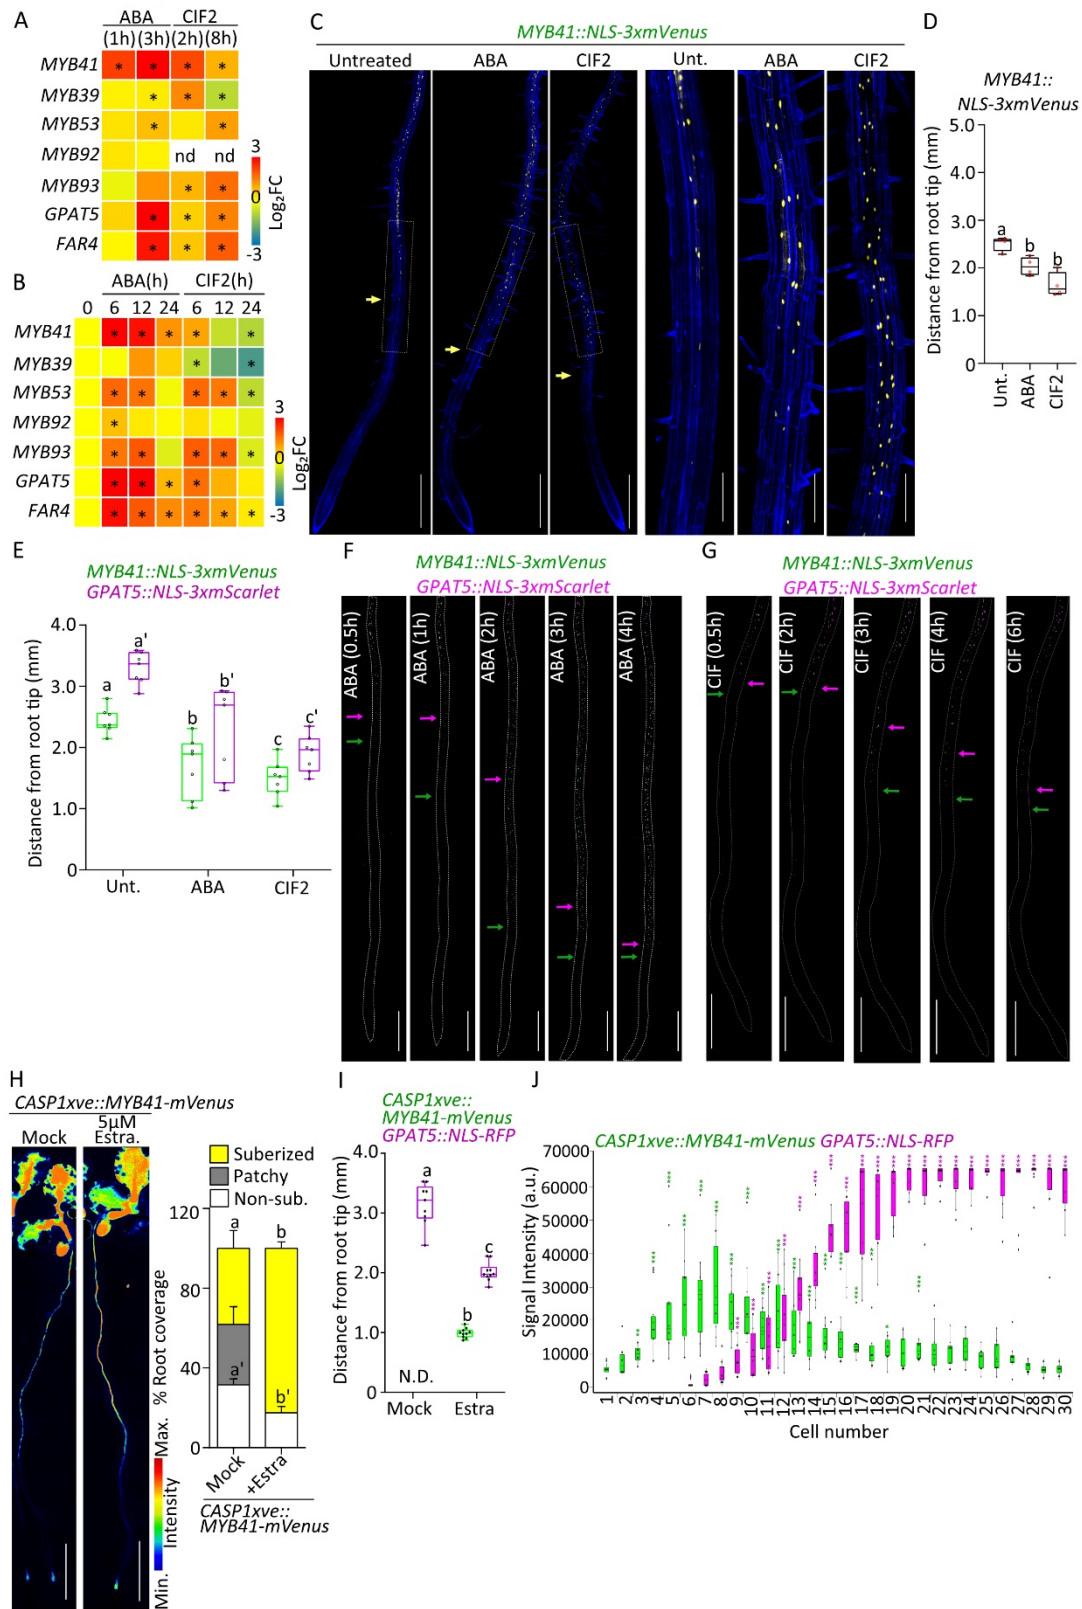 A
ABA CIF2
(1h) (3h) (2h) (8h)
MYB41 * * * *
MYB39 * * *
MYB53 * *
MYB92 nd nd
MYB93 * *
GPAT5 * * *
FAR4 * * *
3
0
-3
Log₂FC
B
ABA(h) CIF2(h)
0 6 12 24 6 12 24
MYB41 * * * * *
MYB39 * *
MYB53 * * * * *
MYB92 *
MYB93 * * * * *
GPAT5 * * * *
FAR4 * * * * * *
3
0
-3
Log₂FC
C
MYB41::NLS-3xmVenus
Untreated ABA CIF2 Unt. ABA CIF2
D
MYB41::
NLS-3xmVenus
Distance from root tip (mm)
5.0
4.0
3.0
2.0
1.0
0
a b b
Unt. ABA CIF2
E
MYB41::NLS-3xmVenus
GPAT5::NLS-3xmScarlet
Distance from root tip (mm)
4.0
3.0
2.0
1.0
0
a a' b b' c c'
Unt. ABA CIF2
F
MYB41::NLS-3xmVenus
GPAT5::NLS-3xmScarlet
ABA (0.5h) ABA (1h) ABA (2h) ABA (3h) ABA (4h)
G
MYB41::NLS-3xmVenus
GPAT5::NLS-3xmScarlet
CIF (0.5h) CIF (2h) CIF (3h) CIF (4h) CIF (6h)
H
CASP1xve::MYB41-mVenus
Mock 5µM Estra.
Min. Intensity Max.
Suberized
Patchy
Non-sub.
% Root coverage
120
80
40
0
a b
a' b'
Mock +Estra
CASP1xve::
MYB41-mVenus
I
CASP1xve::
MYB41-mVenus
GPAT5::NLS-RFP
Distance from root tip (mm)
4.0
3.0
2.0
1.0
0
a b c
N.D.
Mock Estra
J
CASP1xve::MYB41-mVenus GPAT5::NLS-RFP
Signal Intensity (a.u.)
70000
60000
50000
40000
30000
20000
10000
0
1 2 3 4 5 6 7 8 9 10 11 12 13 14 15 16 17 18 19 20 21 22 23 24 25 26 27 28 29 30
Cell number